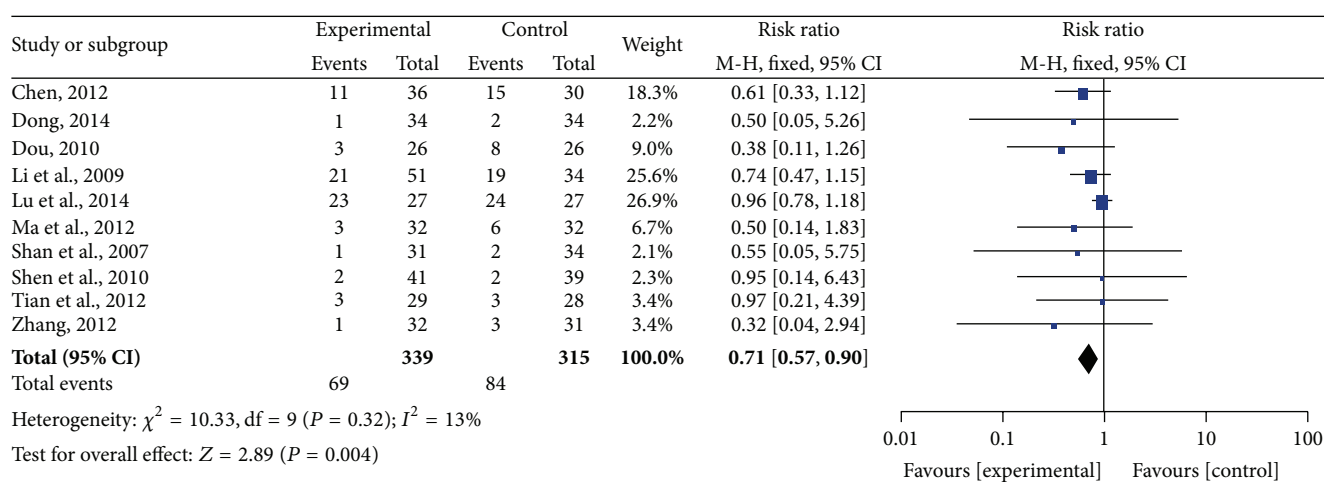 Study or subgroup Experimental Control Weight Risk ratio Risk ratio
Events Total Events Total M-H, fixed, 95% CI M-H, fixed, 95% CI
Chen, 2012 11 36 15 30 18.3% 0.61 [0.33, 1.12]
Dong, 2014 1 34 2 34 2.2% 0.50 [0.05, 5.26]
Dou, 2010 3 26 8 26 9.0% 0.38 [0.11, 1.26]
Li et al., 2009 21 51 19 34 25.6% 0.74 [0.47, 1.15]
Lu et al., 2014 23 27 24 27 26.9% 0.96 [0.78, 1.18]
Ma et al., 2012 3 32 6 32 6.7% 0.50 [0.14, 1.83]
Shan et al., 2007 1 31 2 34 2.1% 0.55 [0.05, 5.75]
Shen et al., 2010 2 41 2 39 2.3% 0.95 [0.14, 6.43]
Tian et al., 2012 3 29 3 28 3.4% 0.97 [0.21, 4.39]
Zhang, 2012 1 32 3 31 3.4% 0.32 [0.04, 2.94]
Total (95% CI) 339 315 100.0% 0.71 [0.57, 0.90]
Total events 69 84
Heterogeneity: χ² = 10.33, df = 9 (P = 0.32); I² = 13%
Test for overall effect: Z = 2.89 (P = 0.004)
0.01 0.1 1 10 100
Favours [experimental] Favours [control]